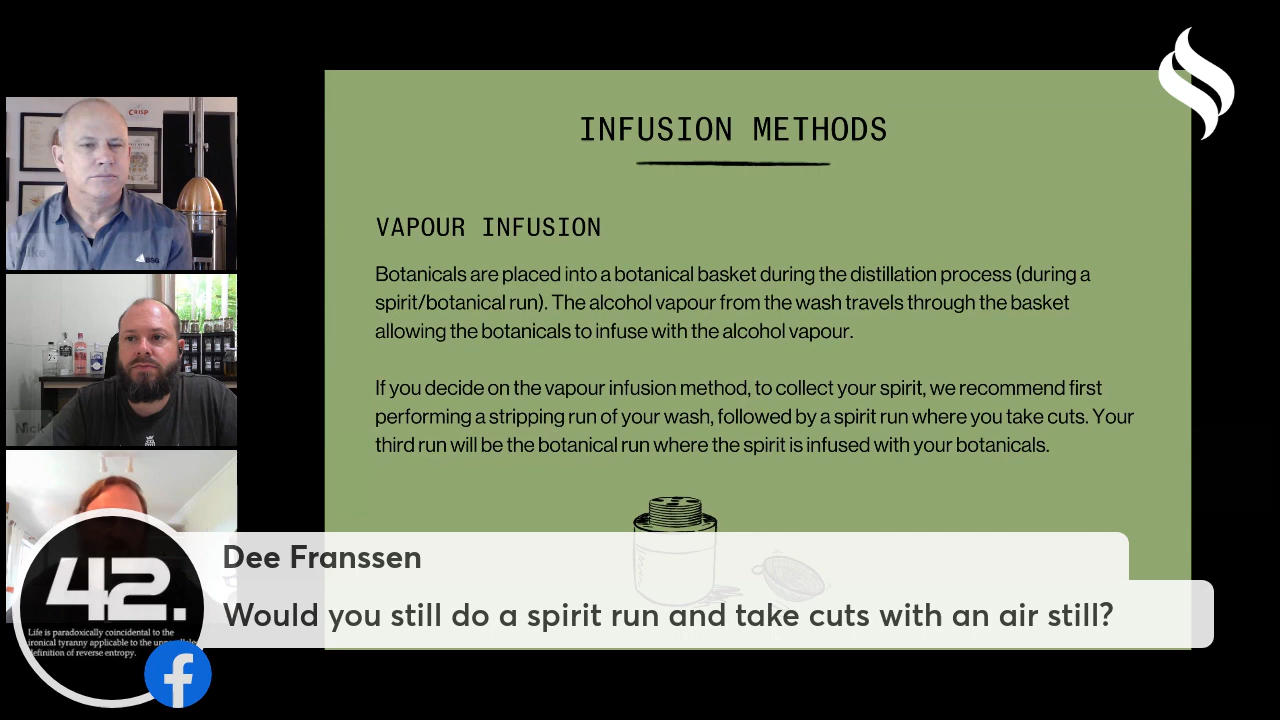 INFUSION METHODS
VAPOUR INFUSION
Botanicals are placed into a botanical basket during the distillation process (during a
spirit/botanical run). The alcohol vapour from the wash travels through the basket
allowing the botanicals to infuse with the alcohol vapour.
If you decide on the vapour infusion method, to collect your spirit, we recommend first
performing a stripping run of your wash, followed by a spirit run where you take cuts. Your
third run will be the botanical run where the spirit is infused with your botanicals.
CRISP
BSG
Mike
Nick
Dee Franssen
Would you still do a spirit run and take cuts with an air still?
42.
Life is paradoxically coincidental to the
ironical tyranny applicable to the
definition of reverse entropy.